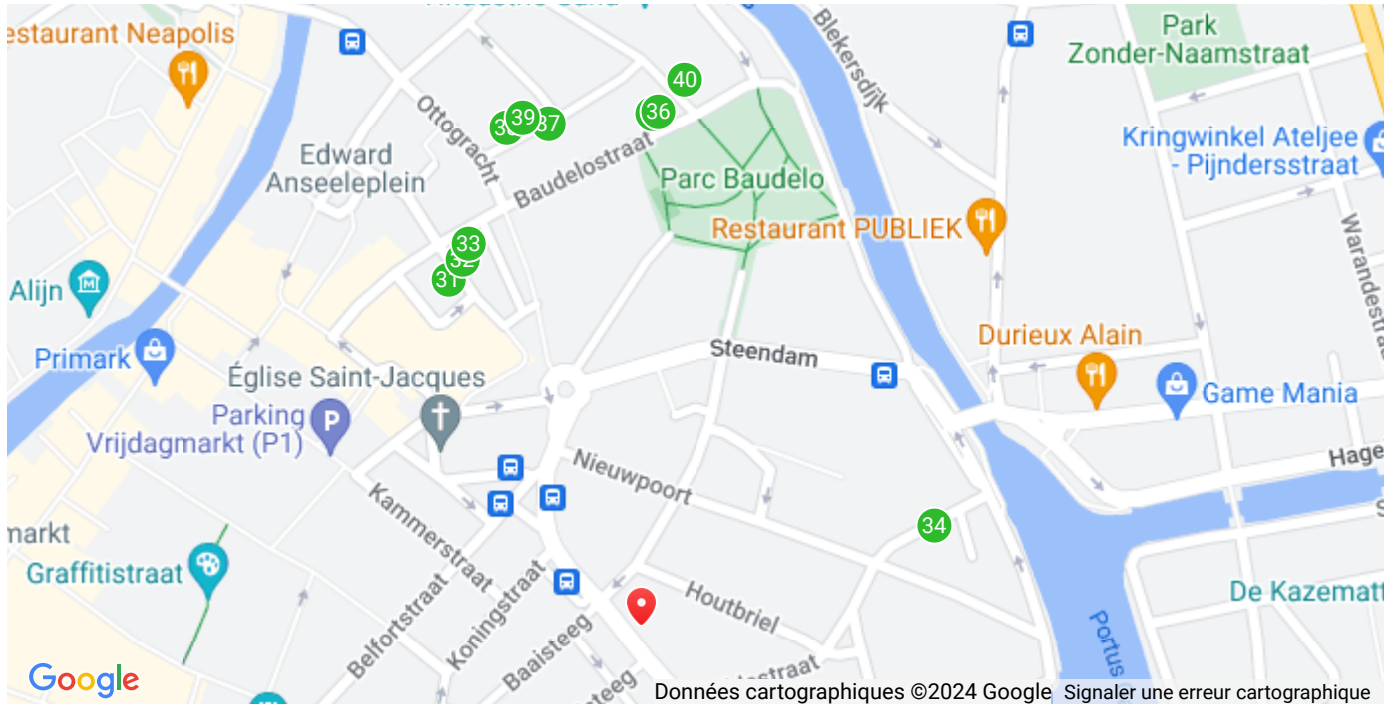 estaurant Neapolis
Blekersdijk
Park
Zonder-Naamstraat
40
36
39
37
Ottogracht
Baudelostraat
Kringwinkel Ateljee
- Pijndersstraat
Edward
Anseeleplein
Parc Baudelo
Restaurant PUBLIEK
33
32
31
Alijn
M
Primark
Steendam
Durieux Alain
Église Saint-Jacques
Game Mania
Parking
Vrijdagmarkt (P1)
P
Nieuwpoort
Hage
Kammerstraat
34
markt
Graffitistraat
Houtbriel
De Kazematt
Belfortstraat
Koningstraat
Baaisteeg
Portus
Google
Données cartographiques ©2024 Google
Signaler une erreur cartographique